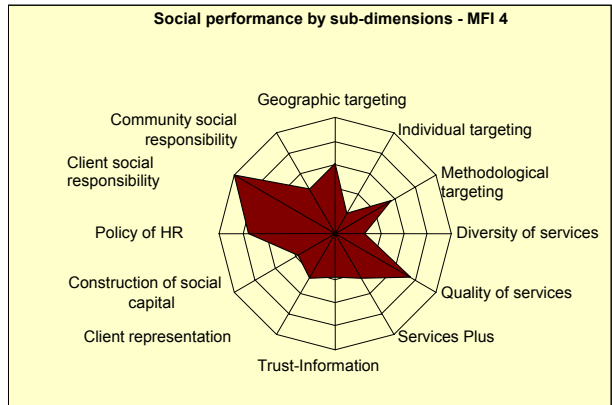 Social performance by sub-dimensions - MFI 4
Geographic targeting
Community social
responsibility
Individual targeting
Client social
responsibility
Methodological
targeting
Policy of HR
Diversity of services
Construction of social
capital
Quality of services
Client representation
Services Plus
Trust-Information